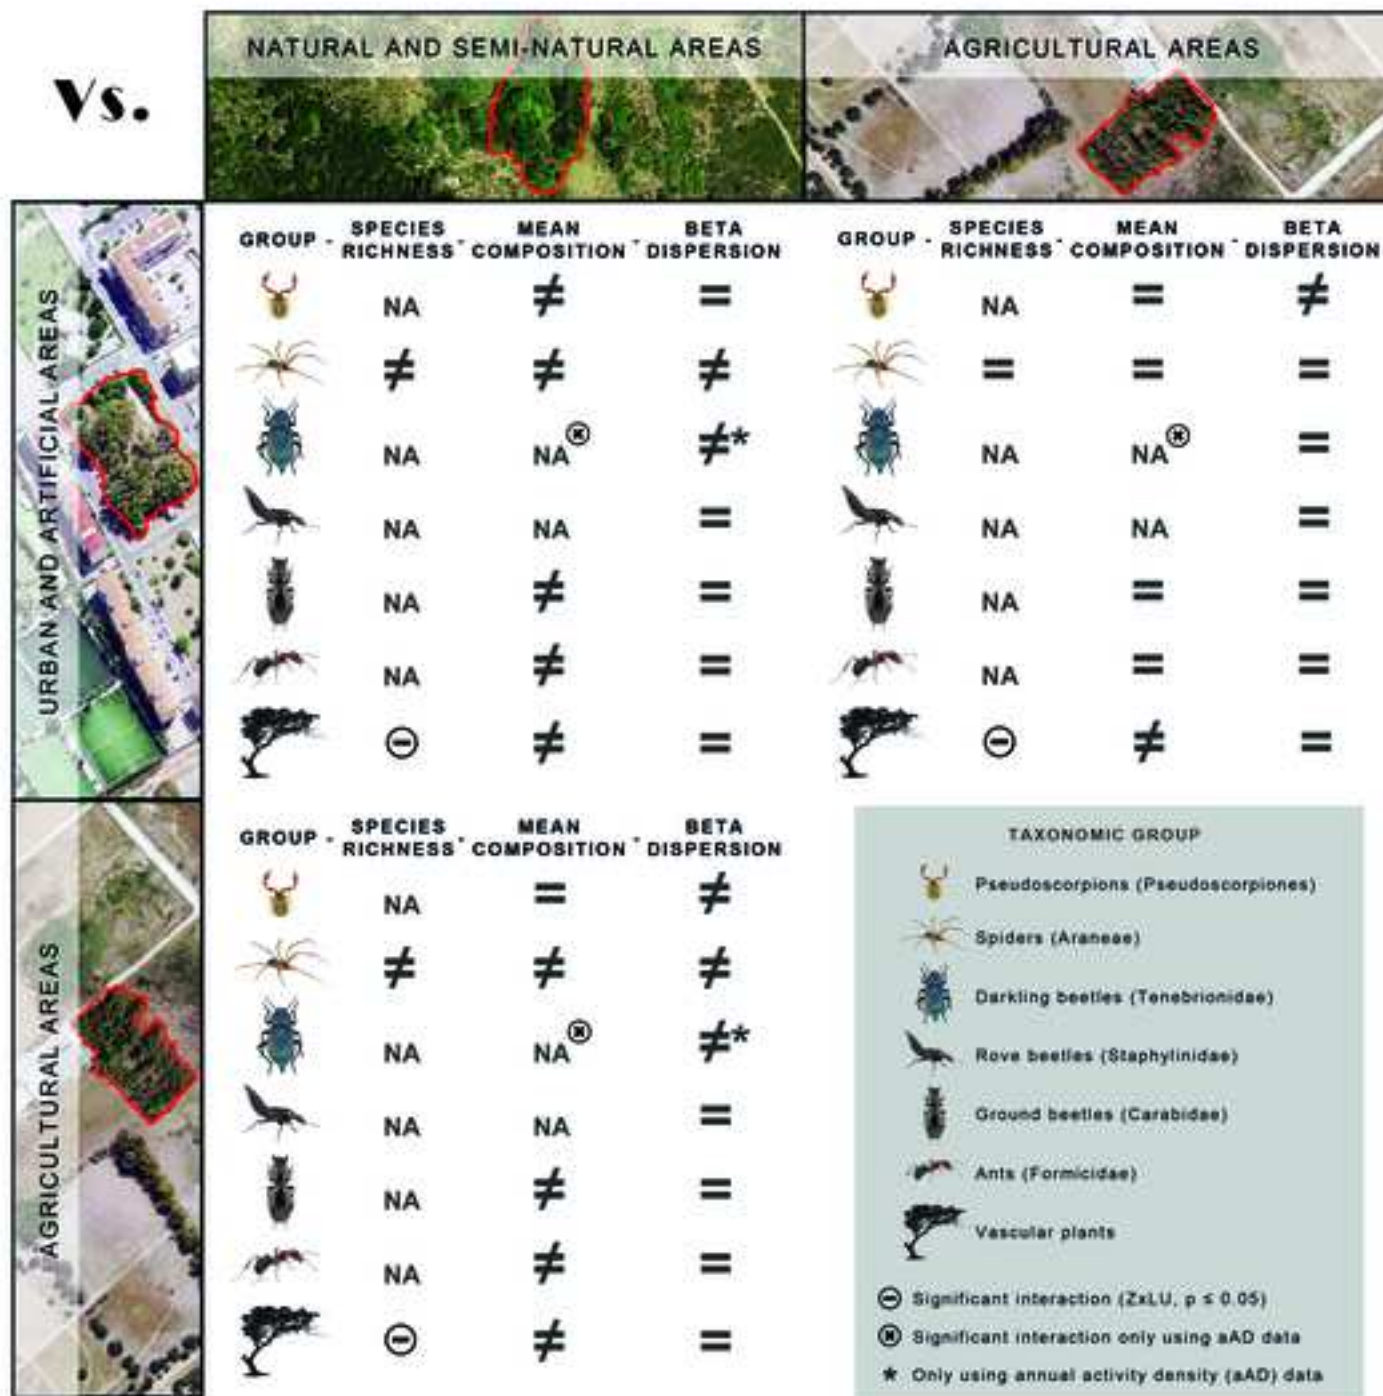 Vs.
NATURAL AND SEMI-NATURAL AREAS
AGRICULTURAL AREAS
URBAN AND ARTIFICIAL AREAS
GROUP - SPECIES RICHNESS - MEAN COMPOSITION - BETA DISPERSION
NA ≠ =
≠ ≠ ≠
NA NA⊗ ≠*
NA NA =
NA ≠ =
NA ≠ =
⊖ ≠ =
GROUP - SPECIES RICHNESS - MEAN COMPOSITION - BETA DISPERSION
NA = ≠
= = =
NA NA⊗ =
NA NA =
NA = =
NA = =
⊖ ≠ =
AGRICULTURAL AREAS
GROUP - SPECIES RICHNESS - MEAN COMPOSITION - BETA DISPERSION
NA = ≠
≠ ≠ ≠
NA NA⊗ ≠*
NA NA =
NA ≠ =
NA ≠ =
⊖ ≠ =
TAXONOMIC GROUP
Pseudoscorpions (Pseudoscorpiones)
Spiders (Araneae)
Darkling beetles (Tenebrionidae)
Rove beetles (Staphylinidae)
Ground beetles (Carabidae)
Ants (Formicidae)
Vascular plants
⊖ Significant interaction (ZxLU, p ≤ 0.05)
⊗ Significant interaction only using aAD data
* Only using annual activity density (aAD) data